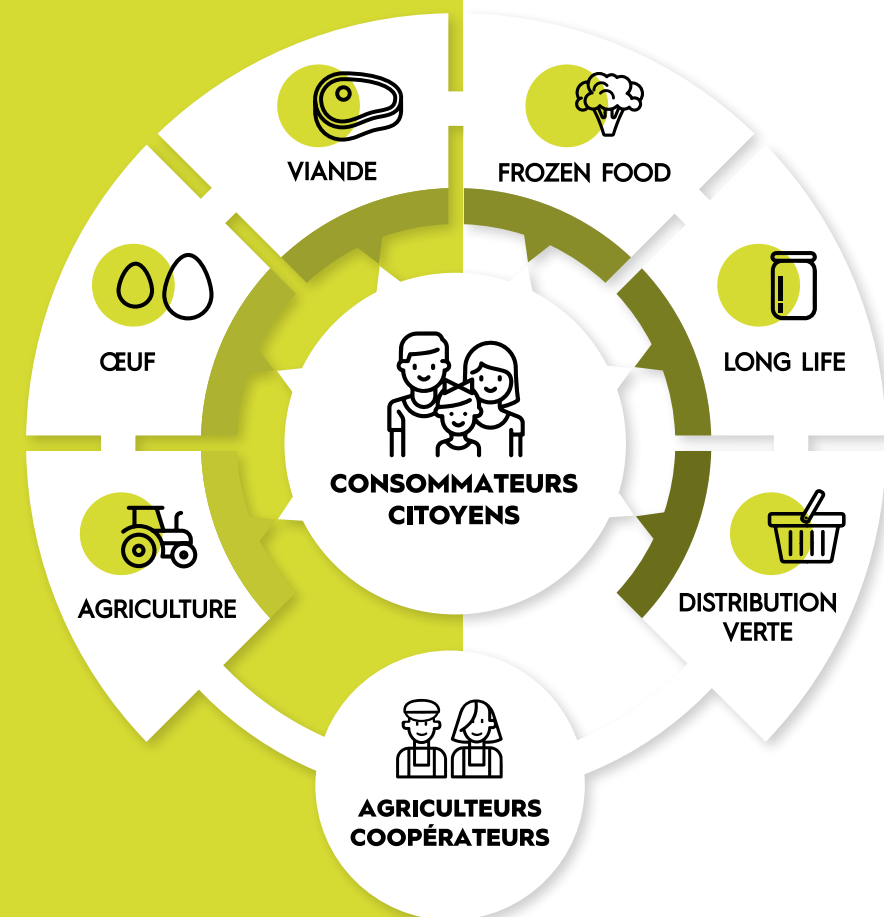 VIANDE
FROZEN FOOD
ŒUF
LONG LIFE
CONSOMMATEURS
CITOYENS
AGRICULTURE
DISTRIBUTION
VERTE
AGRICULTEURS
COOPÉRATEURS